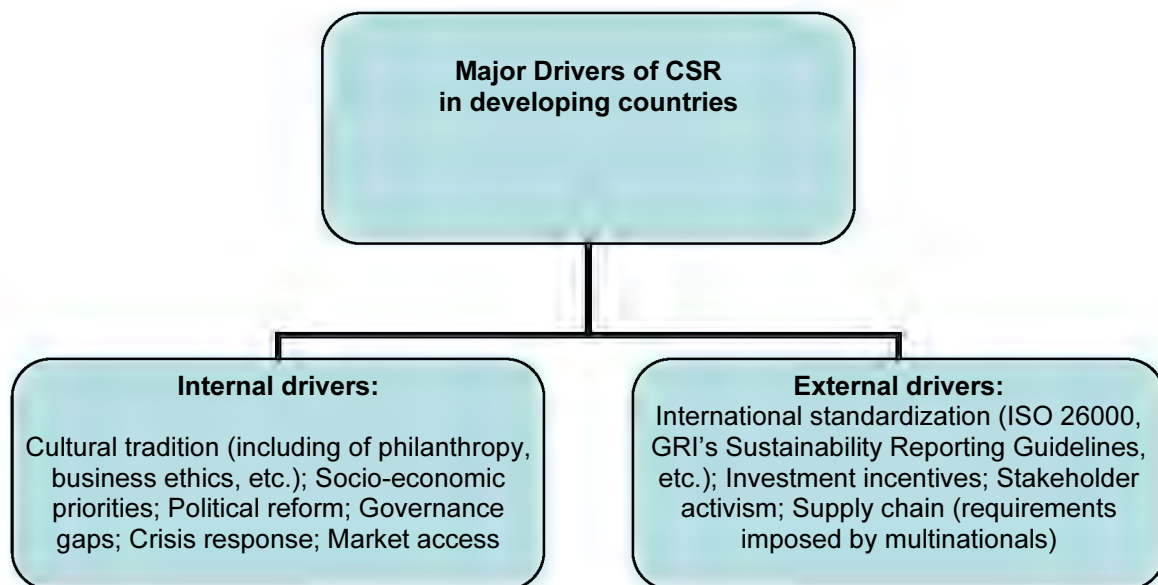 Major Drivers of CSR
in developing countries
Internal drivers:
Cultural tradition (including of philanthropy,
business ethics, etc.); Socio-economic
priorities; Political reform; Governance
gaps; Crisis response; Market access
External drivers:
International standardization (ISO 26000,
GRI's Sustainability Reporting Guidelines,
etc.); Investment incentives; Stakeholder
activism; Supply chain (requirements
imposed by multinationals)